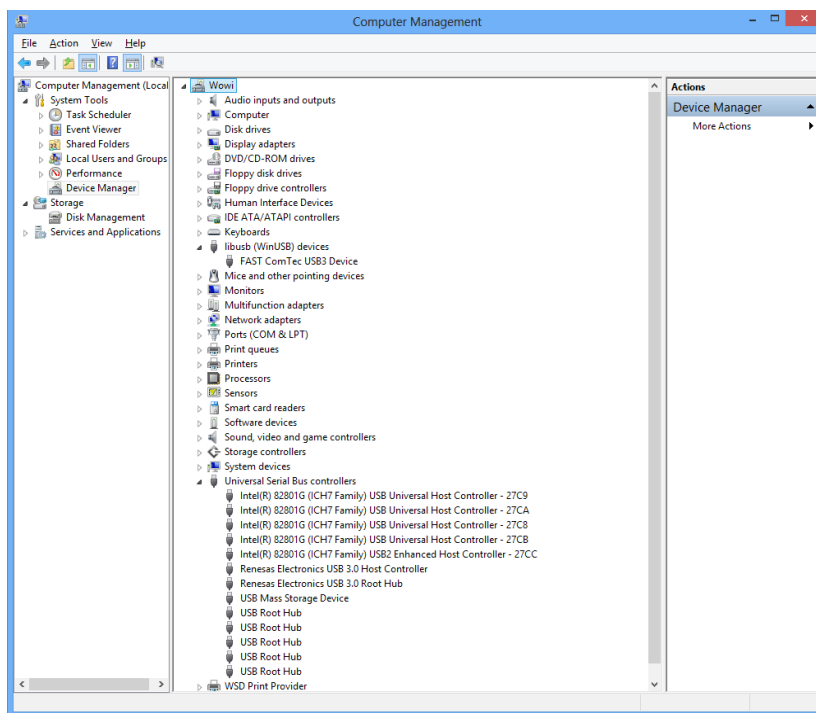 Computer Management
File Action View Help
Computer Management (Local
System Tools
Task Scheduler
Event Viewer
Shared Folders
Local Users and Groups
Performance
Device Manager
Storage
Disk Management
Services and Applications
Wowi
Audio inputs and outputs
Computer
Disk drives
Display adapters
DVD/CD-ROM drives
Floppy disk drives
Floppy drive controllers
Human Interface Devices
IDE ATA/ATAPI controllers
Keyboards
libusb (WinUSB) devices
FAST ComTec USB3 Device
Mice and other pointing devices
Monitors
Multifunction adapters
Network adapters
Ports (COM & LPT)
Print queues
Printers
Processors
Sensors
Smart card readers
Software devices
Sound, video and game controllers
Storage controllers
System devices
Universal Serial Bus controllers
Intel(R) 82801G (ICH7 Family) USB Universal Host Controller - 27C9
Intel(R) 82801G (ICH7 Family) USB Universal Host Controller - 27CA
Intel(R) 82801G (ICH7 Family) USB Universal Host Controller - 27C8
Intel(R) 82801G (ICH7 Family) USB Universal Host Controller - 27CB
Intel(R) 82801G (ICH7 Family) USB2 Enhanced Host Controller - 27CC
Renesas Electronics USB 3.0 Host Controller
Renesas Electronics USB 3.0 Root Hub
USB Mass Storage Device
USB Root Hub
USB Root Hub
USB Root Hub
USB Root Hub
USB Root Hub
WSD Print Provider
Actions
Device Manager
More Actions